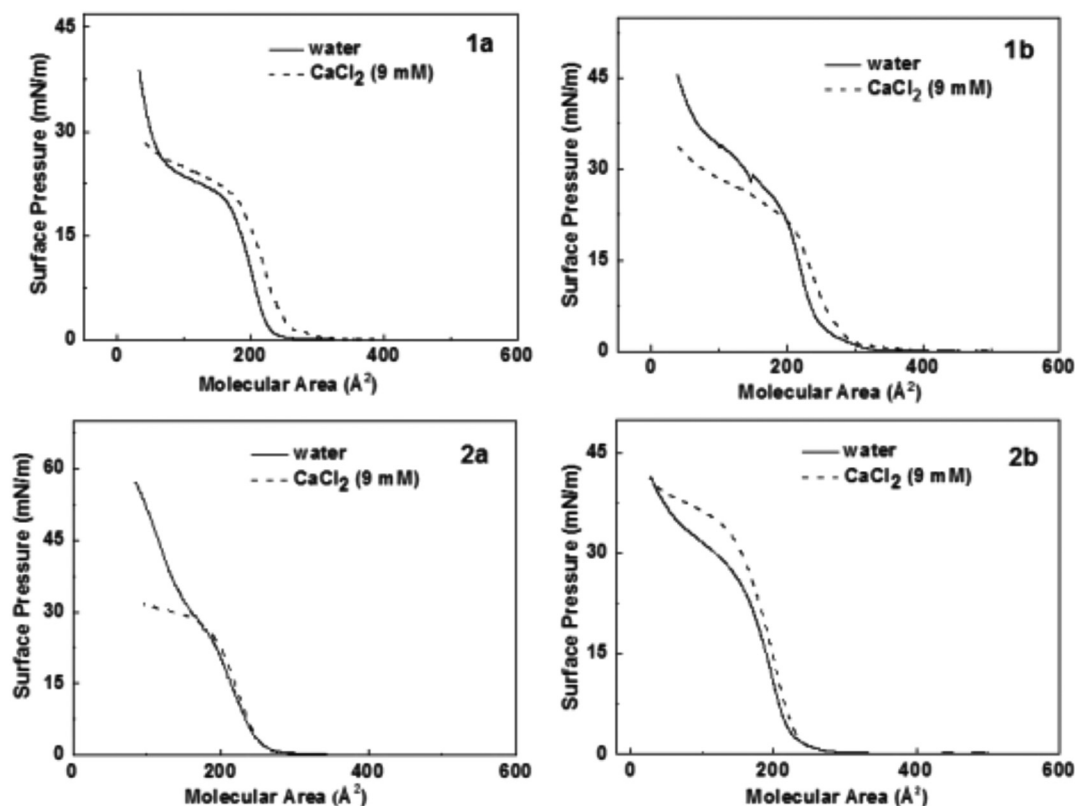 45
30
15
0
Surface Pressure (mN/m)
1a
water
CaCl₂ (9 mM)
0 200 400 600
Molecular Area (Å²)
45
30
15
0
Surface Pressure (mN/m)
1b
water
CaCl₂ (9 mM)
0 200 400 600
Molecular Area (Å²)
60
45
30
15
0
Surface Pressure (mN/m)
2a
water
CaCl₂ (9 mM)
0 200 400 600
Molecular Area (Å²)
45
30
15
0
Surface Pressure (mN/m)
2b
water
CaCl₂ (9 mM)
0 200 400 600
Molecular Area (Å²)